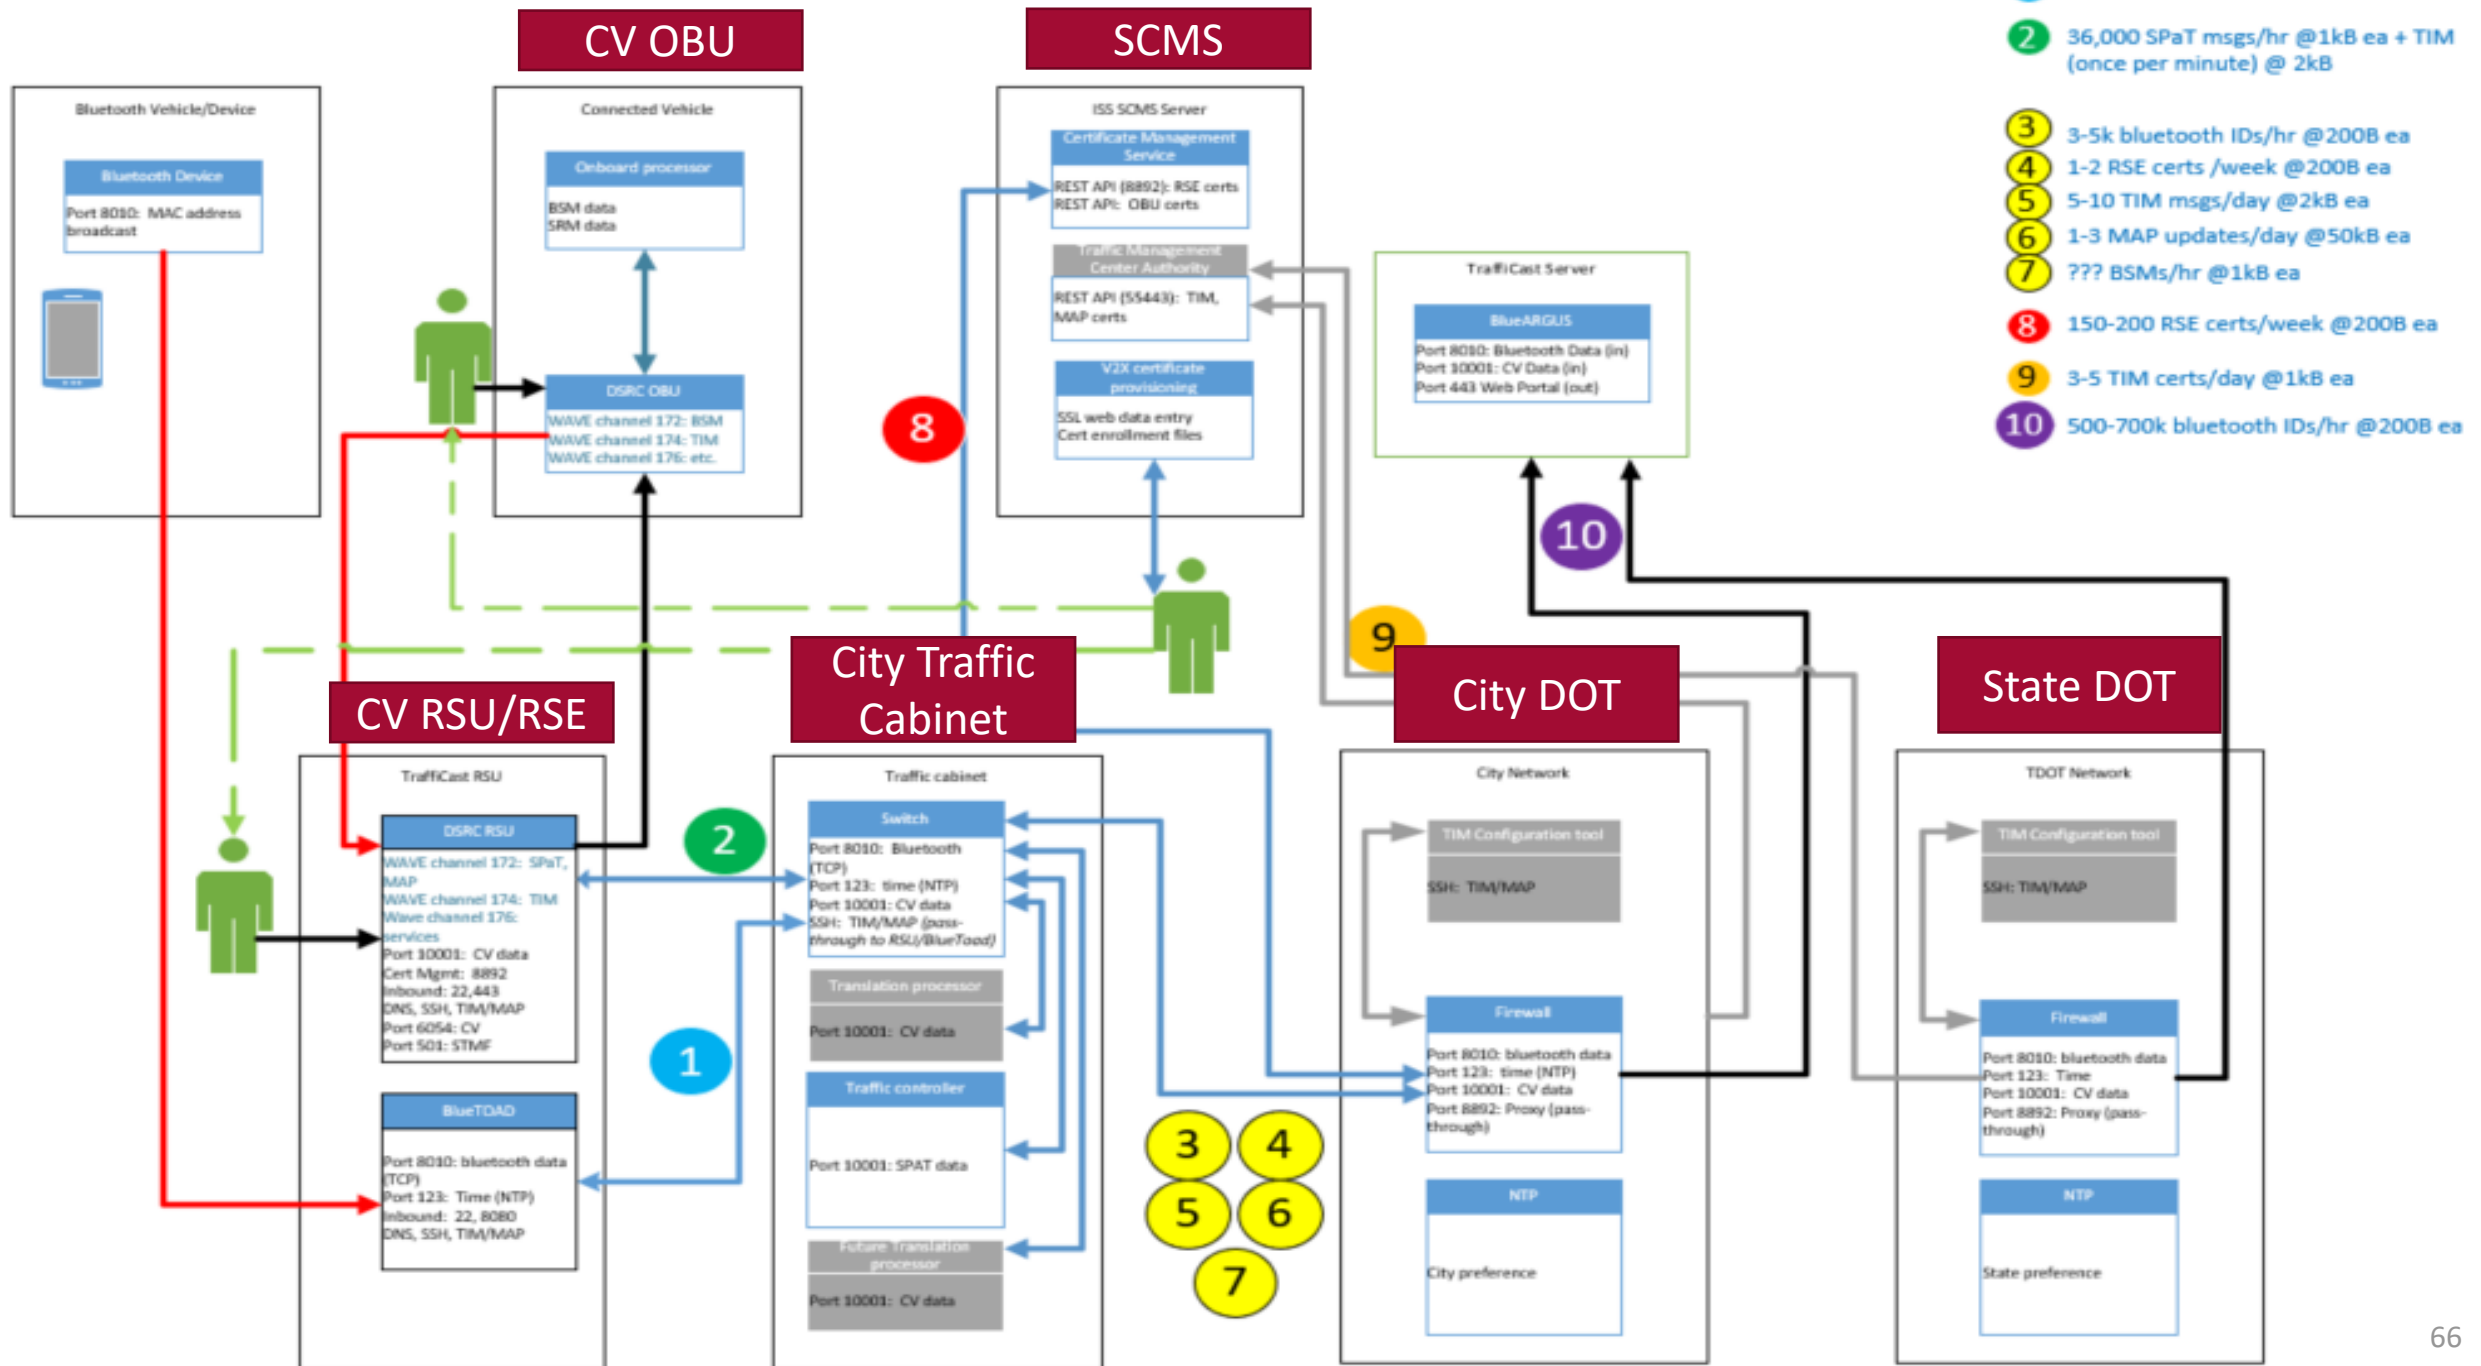 CV OBU
SCMS
2
36,000 SPaT msgs/hr @1kB ea + TIM
(once per minute) @ 2kB
3
3-5k bluetooth IDs/hr @200B ea
4
1-2 RSE certs /week @200B ea
5
5-10 TIM msgs/day @2kB ea
6
1-3 MAP updates/day @50kB ea
7
??? BSMs/hr @1kB ea
8
150-200 RSE certs/week @200B ea
9
3-5 TIM certs/day @1kB ea
10
500-700k bluetooth IDs/hr @200B ea
Bluetooth Vehicle/Device
Bluetooth Device
Port 8010: MAC address
broadcast
Connected Vehicle
Onboard processor
BSM data
SRM data
DSRC OBU
WAVE channel 172: BSM
WAVE channel 174: TIM
WAVE channel 176: etc.
ISS SCMS Server
Certificate Management
Service
REST API (8892): RSE certs
REST API: OBU certs
Traffic Management
Center Authority
REST API (55443): TIM,
MAP certs
V2X certificate
provisioning
SSL web data entry
Cert enrollment files
TraffiCast Server
BlueARGUS
Port 8010: Bluetooth Data (in)
Port 10001: CV Data (in)
Port 443 Web Portal (out)
8
10
9
CV RSU/RSE
City Traffic
Cabinet
City DOT
State DOT
TraffiCast RSU
DSRC RSU
WAVE channel 172: SPaT,
MAP
WAVE channel 174: TIM
Wave channel 176:
services
Port 10001: CV data
Cert Mgmt: 8892
Inbound: 22,443
DNS, SSH, TIM/MAP
Port 6054: CV
Port 501: STMF
BlueTOAD
Port 8010: bluetooth data
(TCP)
Port 123: Time (NTP)
Inbound: 22, 8080
DNS, SSH, TIM/MAP
2
1
Traffic cabinet
Switch
Port 8010: Bluetooth
(TCP)
Port 123: time (NTP)
Port 10001: CV data
SSH: TIM/MAP (pass-
through to RSU/BlueToad)
Translation processor
Port 10001: CV data
Traffic controller
Port 10001: SPAT data
Future Translation
processor
Port 10001: CV data
3
4
5
6
7
City Network
TIM Configuration tool
SSH: TIM/MAP
Firewall
Port 8010: bluetooth data
Port 123: time (NTP)
Port 10001: CV data
Port 8892: Proxy (pass-
through)
NTP
City preference
TDOT Network
TIM Configuration tool
SSH: TIM/MAP
Firewall
Port 8010: bluetooth data
Port 123: Time
Port 10001: CV data
Port 8892: Proxy (pass-
through)
NTP
State preference
66